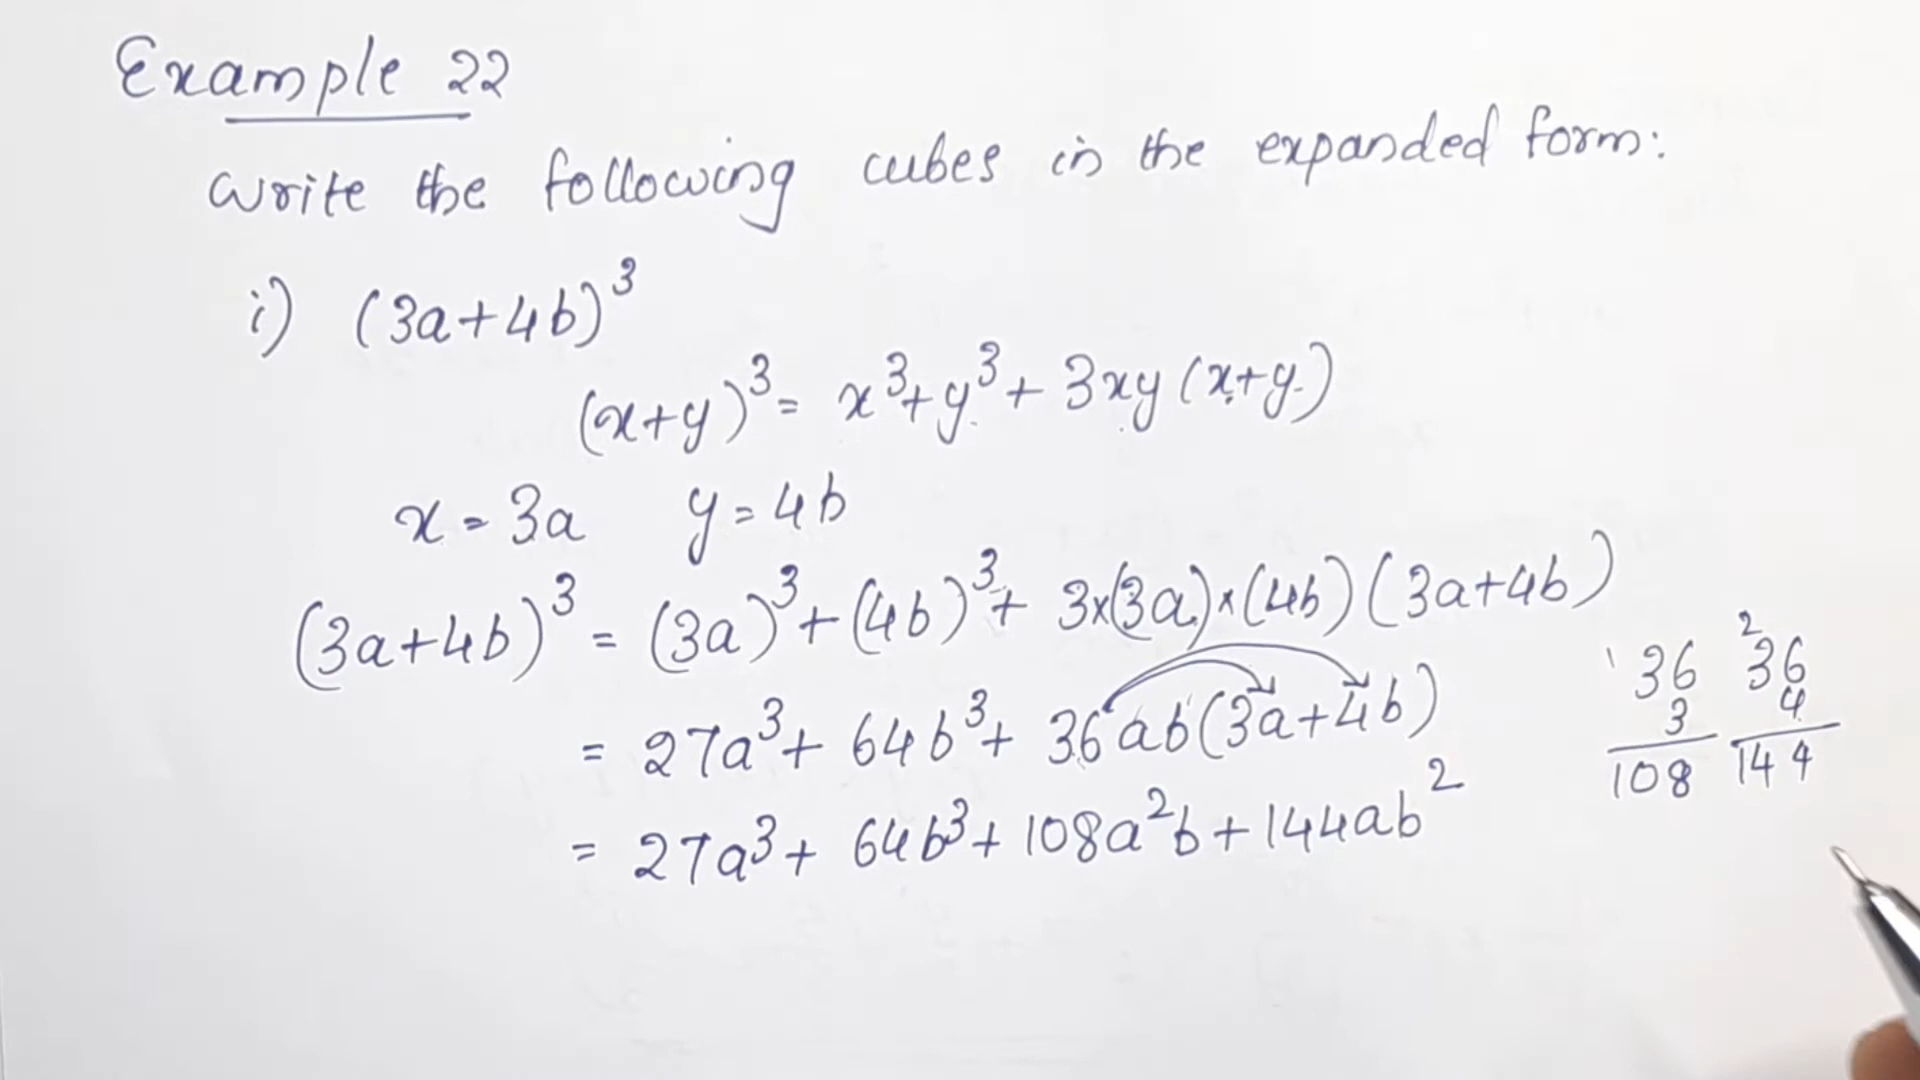 Example 22
Write the following cubes in the expanded form:
i) (3a+4b)³
(x+y)³ = x³+y³+3xy(x+y)
x = 3a y = 4b
(3a+4b)³ = (3a)³+(4b)³+ 3×(3a)×(4b)(3a+4b)
= 27a³+ 64b³+ 36ab(3a+4b)
= 27a³+ 64b³+ 108a²b+144ab²
1 36
3
108
2
36
4
144